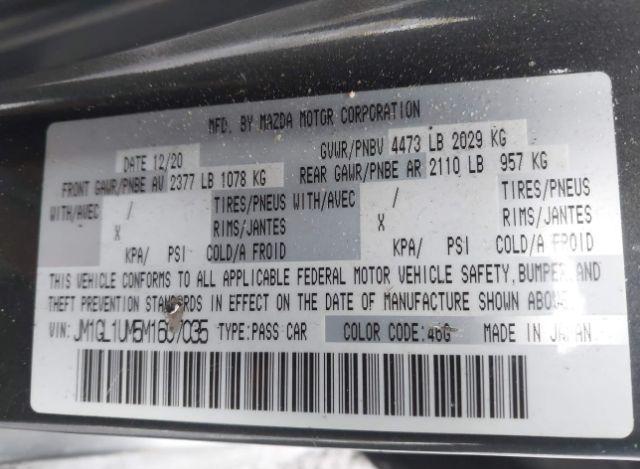 MFD. BY MAZDA MOTOR CORPORATION
DATE 12/20 GVWR/PNBV 4473 LB 2029 KG
FRONT GAWR/PNBE AV 2377 LB 1078 KG REAR GAWR/PNBE AR 2110 LB 957 KG
WITH/AVEC / TIRES/PNEUS WITH/AVEC / TIRES/PNEUS
X RIMS/JANTES X RIMS/JANTES
KPA/ PSI COLD/A FROID KPA/ PSI COLD/A FROID
THIS VEHICLE CONFORMS TO ALL APPLICABLE FEDERAL MOTOR VEHICLE SAFETY, BUMPER, AND
THEFT PREVENTION STANDARDS IN EFFECT ON THE DATE OF MANUFACTURE SHOWN ABOVE.
VIN: JM1GL1UM5M1607035 TYPE:PASS CAR COLOR CODE:46G MADE IN JAPAN